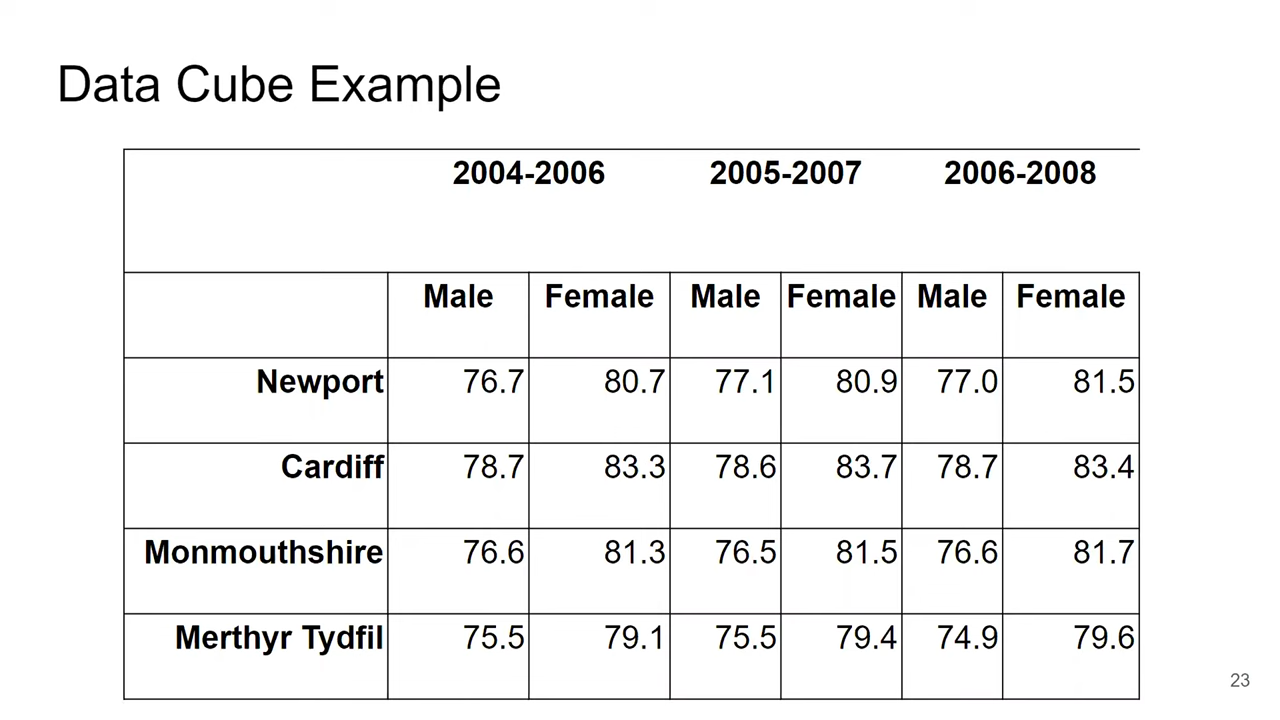 Data Cube Example
2004-2006 2005-2007 2006-2008
Male Female Male Female Male Female
Newport 76.7 80.7 77.1 80.9 77.0 81.5
Cardiff 78.7 83.3 78.6 83.7 78.7 83.4
Monmouthshire 76.6 81.3 76.5 81.5 76.6 81.7
Merthyr Tydfil 75.5 79.1 75.5 79.4 74.9 79.6
23